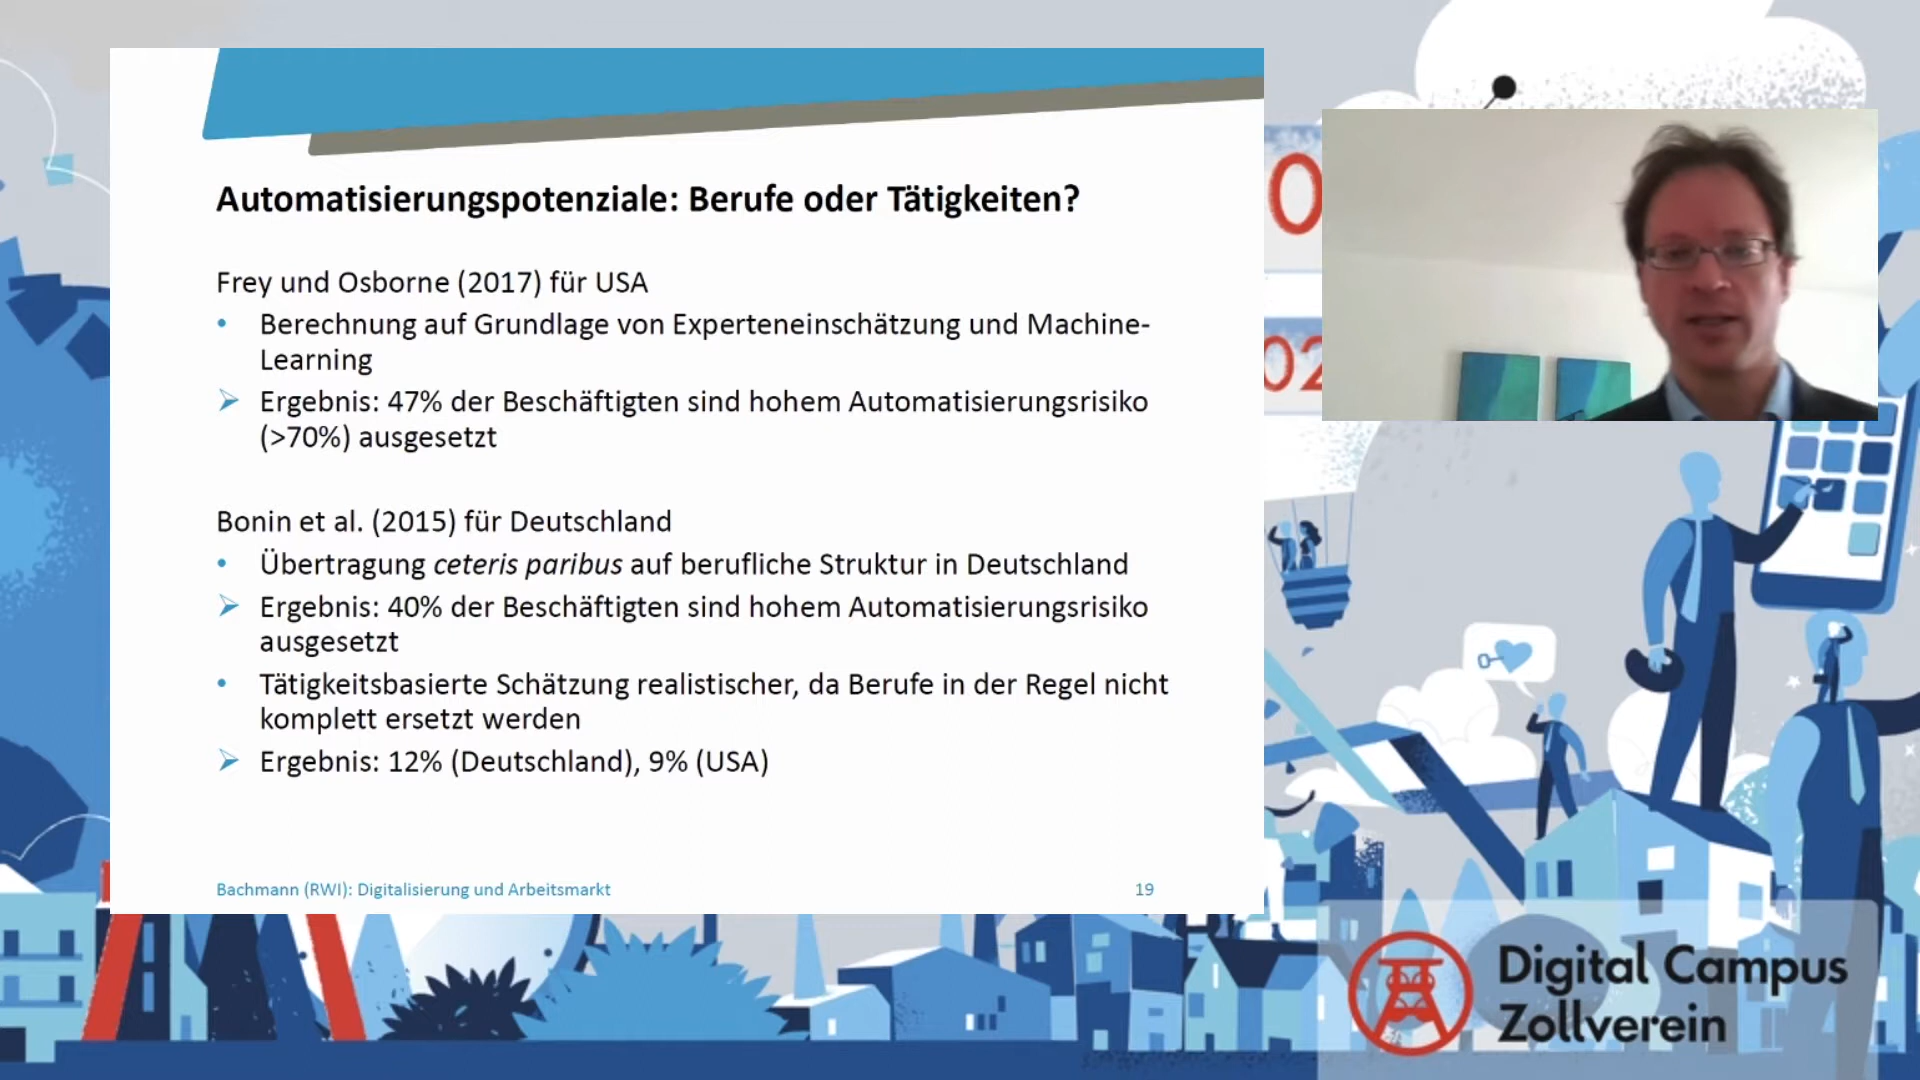 Automatisierungspotenziale: Berufe oder Tätigkeiten?
Frey und Osborne (2017) für USA
• Berechnung auf Grundlage von Experteneinschätzung und Machine-
Learning
➢ Ergebnis: 47% der Beschäftigten sind hohem Automatisierungsrisiko
(>70%) ausgesetzt
Bonin et al. (2015) für Deutschland
• Übertragung ceteris paribus auf berufliche Struktur in Deutschland
➢ Ergebnis: 40% der Beschäftigten sind hohem Automatisierungsrisiko
ausgesetzt
• Tätigkeitsbasierte Schätzung realistischer, da Berufe in der Regel nicht
komplett ersetzt werden
➢ Ergebnis: 12% (Deutschland), 9% (USA)
Bachmann (RWI): Digitalisierung und Arbeitsmarkt 19
Digital Campus
Zollverein